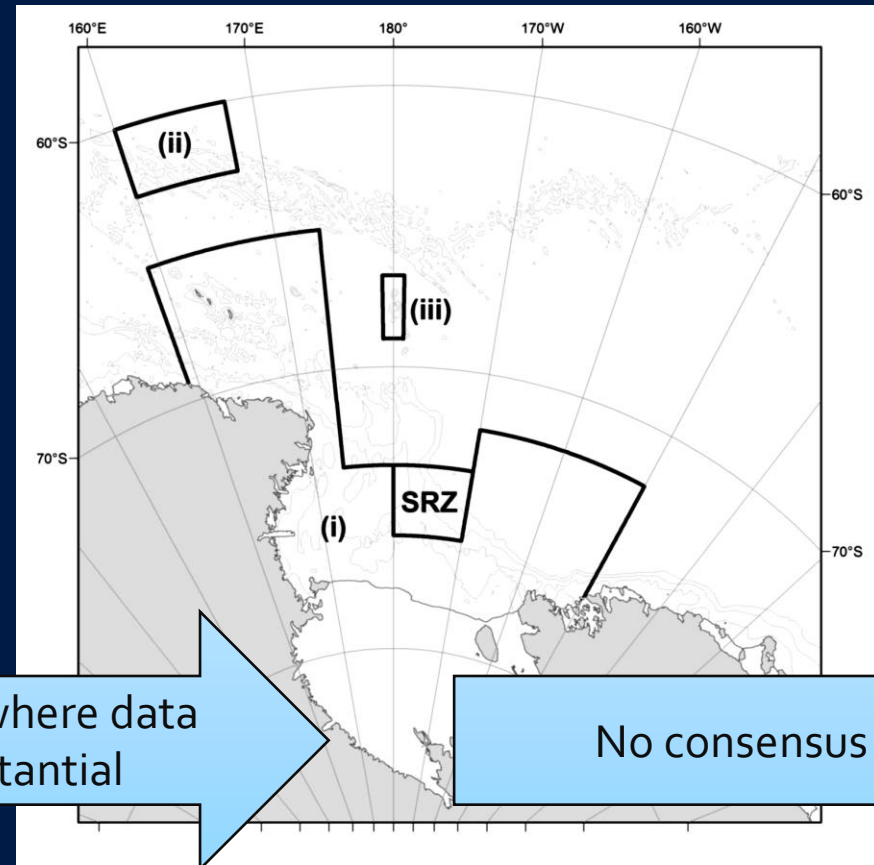 160°E 170°E 180° 170°W 160°W
60°S
(ii)
60°S
(iii)
70°S
SRZ
(i)
70°S
where data
tantial
No consensus